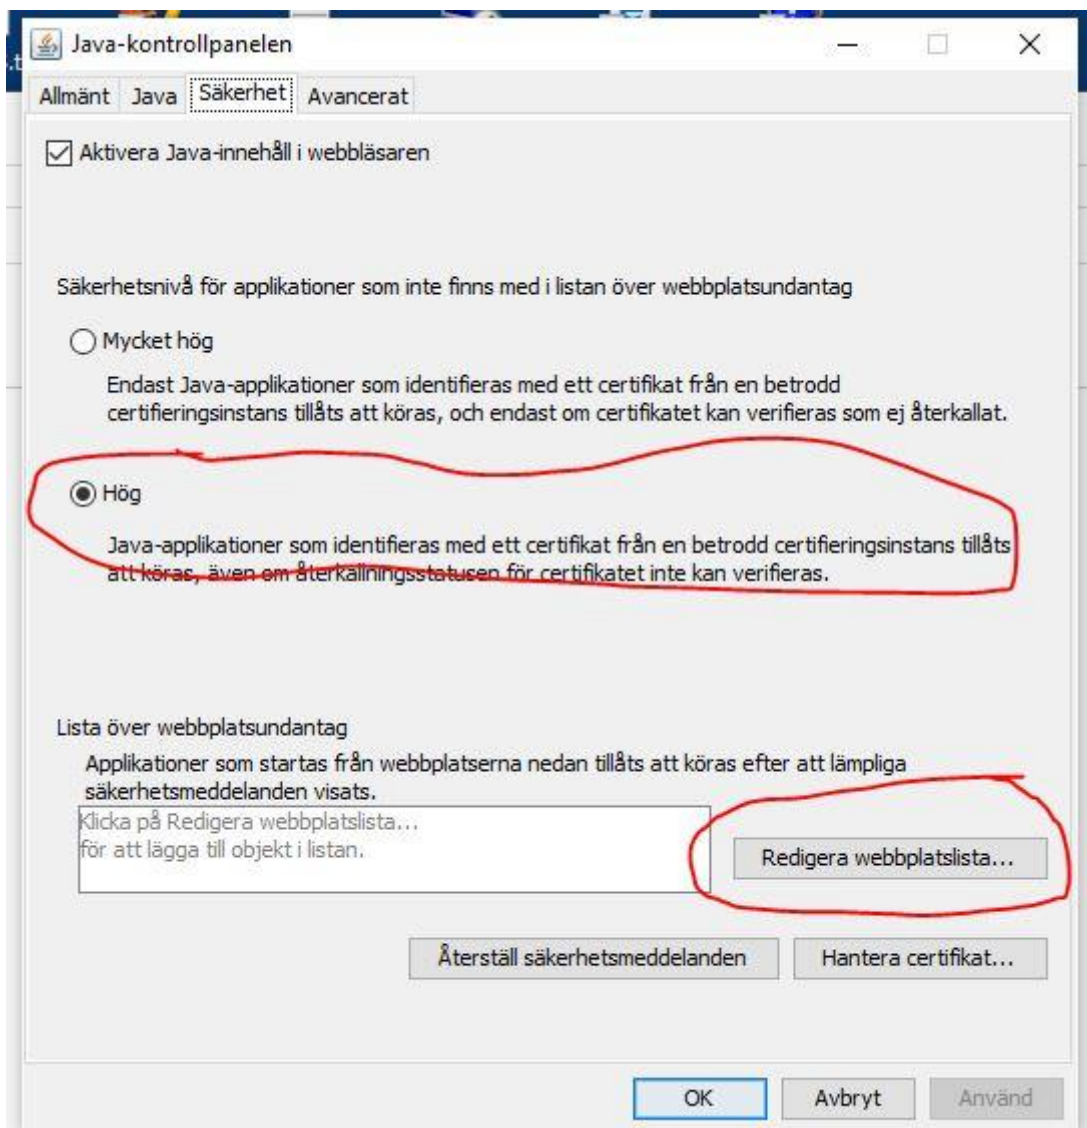 Java-kontrollpanelen
.t
Allmänt Java Säkerhet Avancerat
Aktivera Java-innehåll i webbläsaren
Säkerhetsnivå för applikationer som inte finns med i listan över webbplatsundantag
Mycket hög
Endast Java-applikationer som identifieras med ett certifikat från en betrodd
certifieringsinstans tillåts att köras, och endast om certifikatet kan verifieras som ej återkallat.
Hög
Java-applikationer som identifieras med ett certifikat från en betrodd certifieringsinstans tillåts
att köras, även om återkallningsstatusen för certifikatet inte kan verifieras.
Lista över webbplatsundantag
Applikationer som startas från webbplatserna nedan tillåts att köras efter att lämpliga
säkerhetsmeddelanden visats.
Klicka på Redigera webbplatslista...
för att lägga till objekt i listan.
Redigera webbplatslista...
Återställ säkerhetsmeddelanden Hantera certifikat...
OK Avbryt Använd